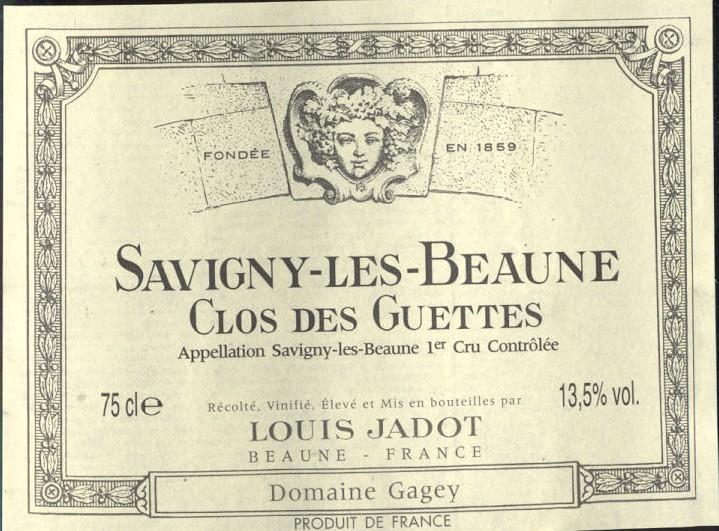 FONDÉE EN 1859
SAVIGNY-LES-BEAUNE
CLOS DES GUETTES
Appellation Savigny-les-Beaune 1er Cru Contrôlée
75 cl e
Récolté, Vinifié, Élevé et Mis en bouteilles par
13,5% vol.
LOUIS JADOT
BEAUNE - FRANCE
Domaine Gagey
PRODUIT DE FRANCE